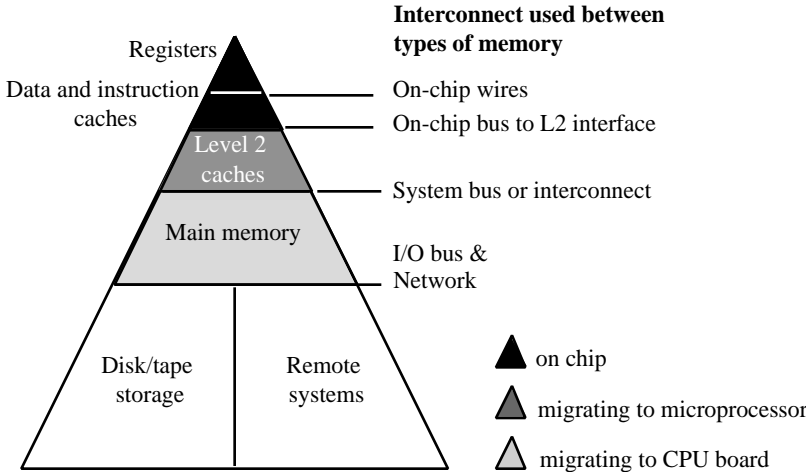 Interconnect used between
types of memory
Registers
Data and instruction
caches
On-chip wires
On-chip bus to L2 interface
Level 2
caches
System bus or interconnect
Main memory
I/O bus &
Network
Disk/tape
storage
Remote
systems
on chip
migrating to microprocessor
migrating to CPU board